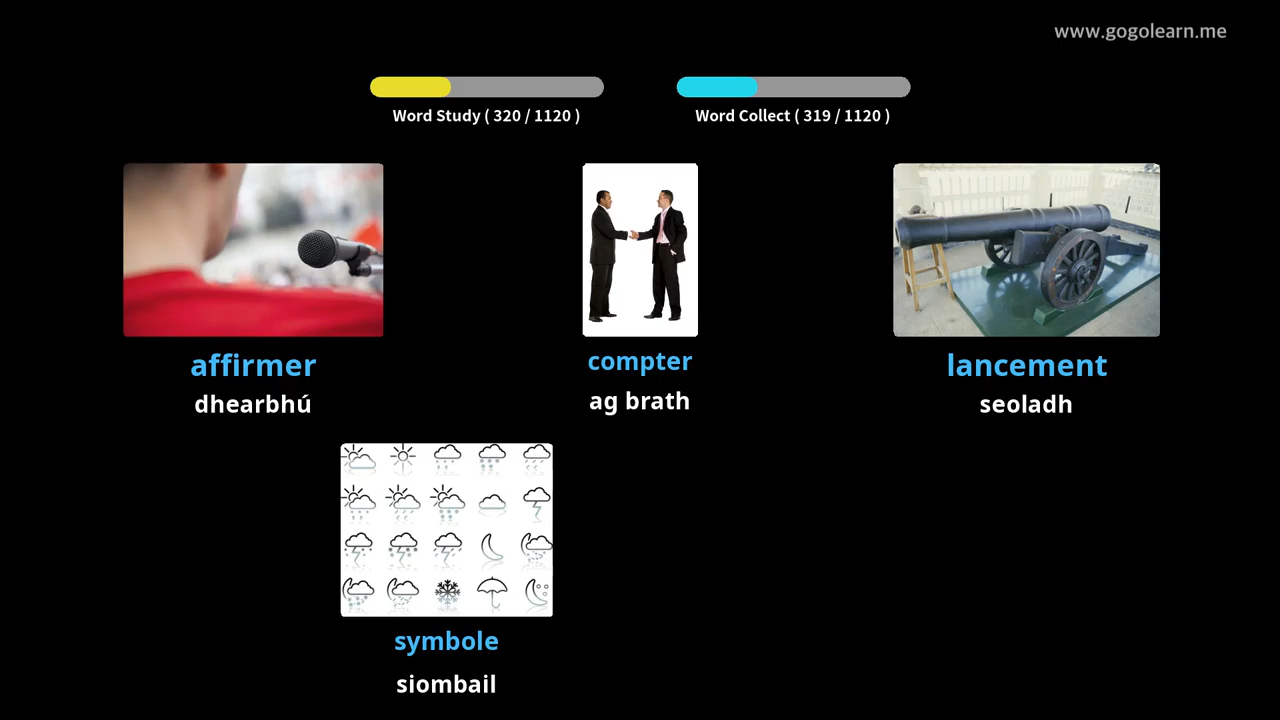 www.gogolearn.me
Word Study ( 320 / 1120 )
Word Collect ( 319 / 1120 )
affirmer
dhearbhú
compter
ag brath
lancement
seoladh
symbole
siombail